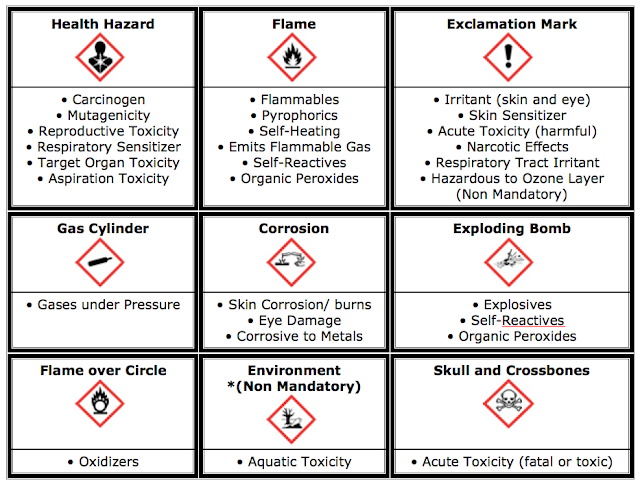 Health Hazard
• Carcinogen
• Mutagenicity
• Reproductive Toxicity
• Respiratory Sensitizer
• Target Organ Toxicity
• Aspiration Toxicity
Flame
• Flammables
• Pyrophorics
• Self-Heating
• Emits Flammable Gas
• Self-Reactives
• Organic Peroxides
Exclamation Mark
• Irritant (skin and eye)
• Skin Sensitizer
• Acute Toxicity (harmful)
• Narcotic Effects
• Respiratory Tract Irritant
• Hazardous to Ozone Layer
(Non Mandatory)
Gas Cylinder
• Gases under Pressure
Corrosion
• Skin Corrosion/ burns
• Eye Damage
• Corrosive to Metals
Exploding Bomb
• Explosives
• Self-Reactives
• Organic Peroxides
Flame over Circle
• Oxidizers
Environment
*(Non Mandatory)
• Aquatic Toxicity
Skull and Crossbones
• Acute Toxicity (fatal or toxic)